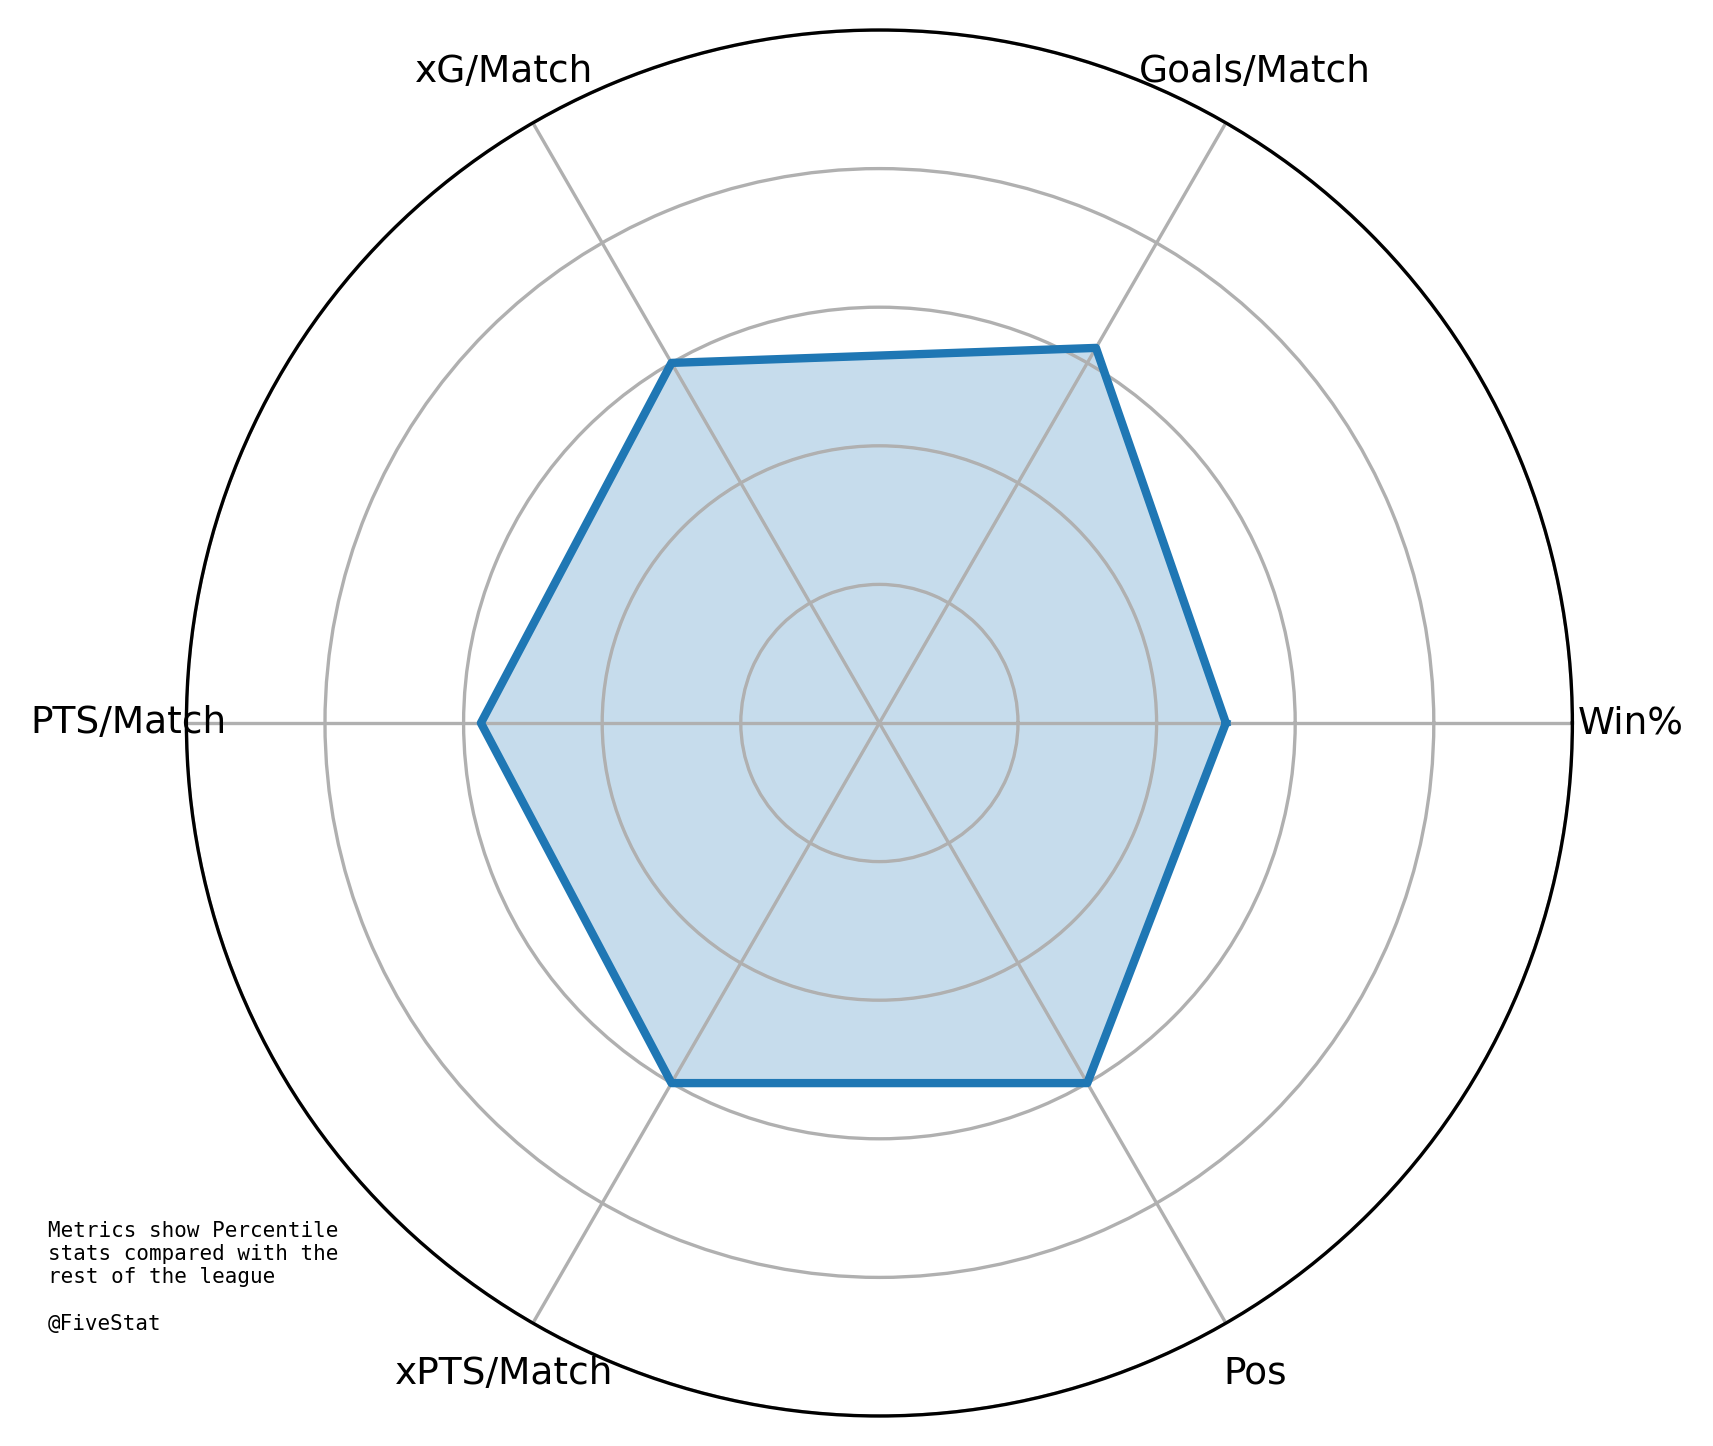 xG/Match
Goals/Match
PTS/Match
Win%
Metrics show Percentile
stats compared with the
rest of the league
@FiveStat
xPTS/Match
Pos